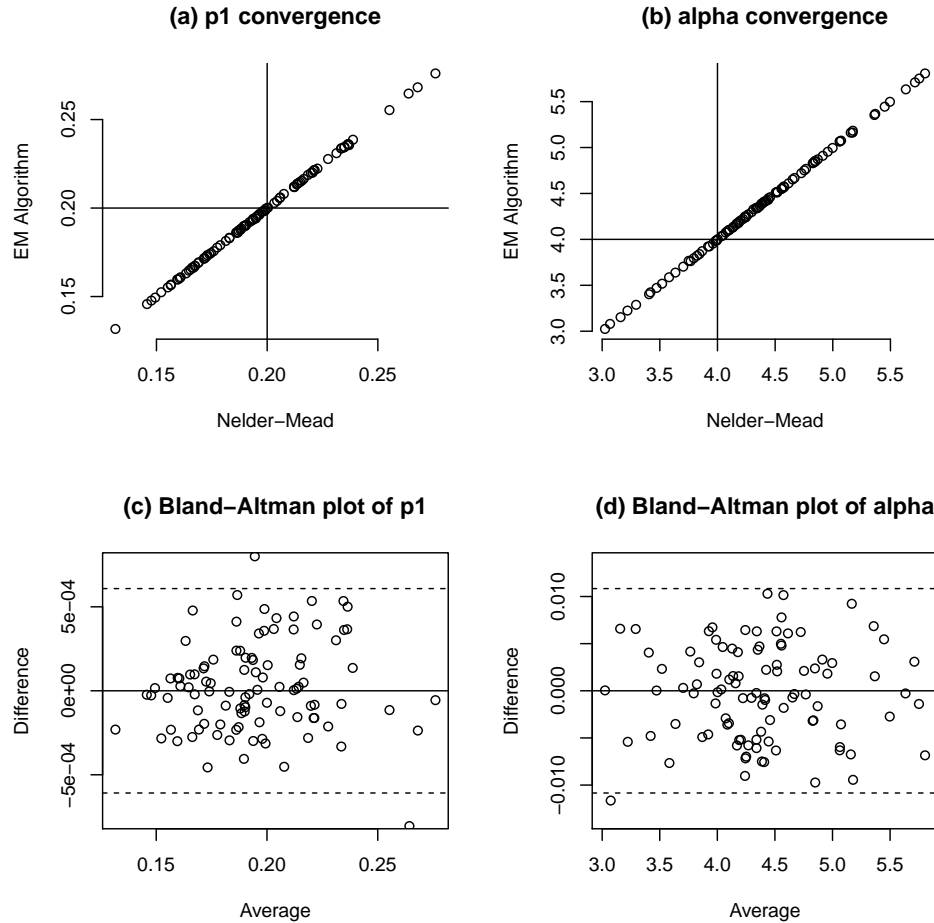 (a) p1 convergence
EM Algorithm
0.15 0.20 0.25
0.15 0.20 0.25
Nelder−Mead
(b) alpha convergence
EM Algorithm
3.0 3.5 4.0 4.5 5.0 5.5
3.0 3.5 4.0 4.5 5.0 5.5
Nelder−Mead
(c) Bland−Altman plot of p1
Difference
−5e−04 0e+00 5e−04
0.15 0.20 0.25
Average
(d) Bland−Altman plot of alpha
Difference
−0.010 0.000 0.010
3.0 3.5 4.0 4.5 5.0 5.5
Average